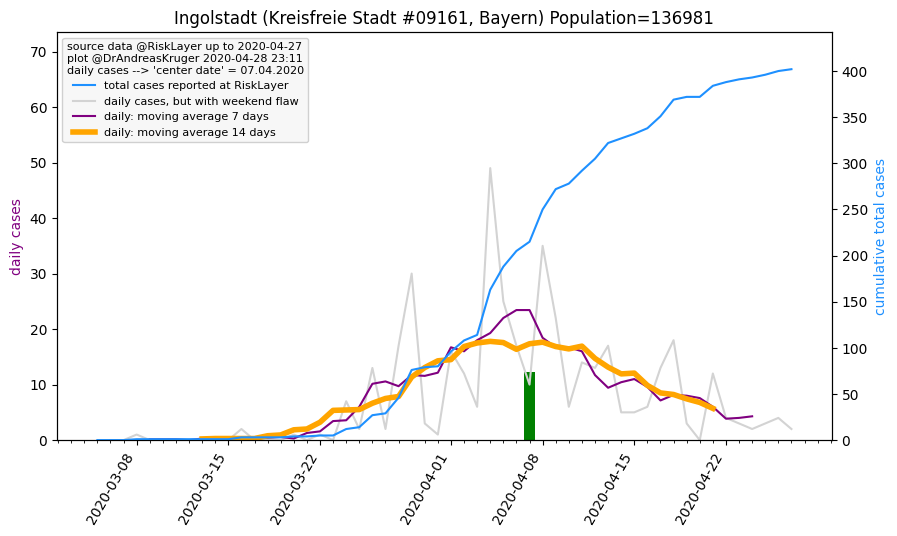 Ingolstadt (Kreisfreie Stadt #09161, Bayern) Population=136981
source data @RiskLayer up to 2020-04-27
plot @DrAndreasKruger 2020-04-28 23:11
daily cases --> 'center date' = 07.04.2020
total cases reported at RiskLayer
daily cases, but with weekend flaw
daily: moving average 7 days
daily: moving average 14 days
daily cases
70
60
50
40
30
20
10
0
400
350
300
250
200
150
100
50
0
cumulative total cases
2020-03-08
2020-03-15
2020-03-22
2020-04-01
2020-04-08
2020-04-15
2020-04-22